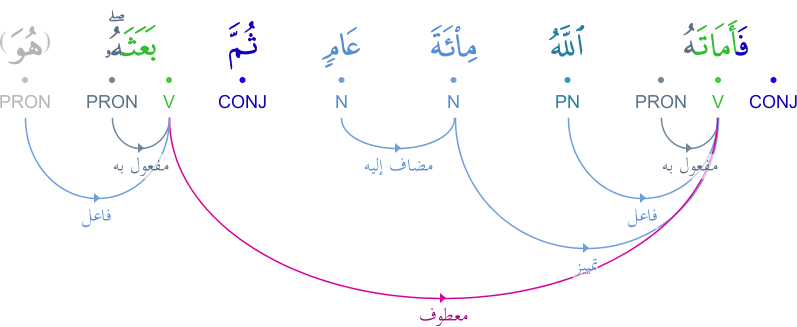 فَأَمَاتَهُ ٱللَّهُ مِا۟ئَةَ عَامٍ ثُمَّ بَعَثَهُۥ ۖ (هُوَ)
CONJ V PRON PN N N CONJ V PRON PRON
مفعول به مضاف إليه مفعول به
فاعل فاعل
تمييز
معطوف